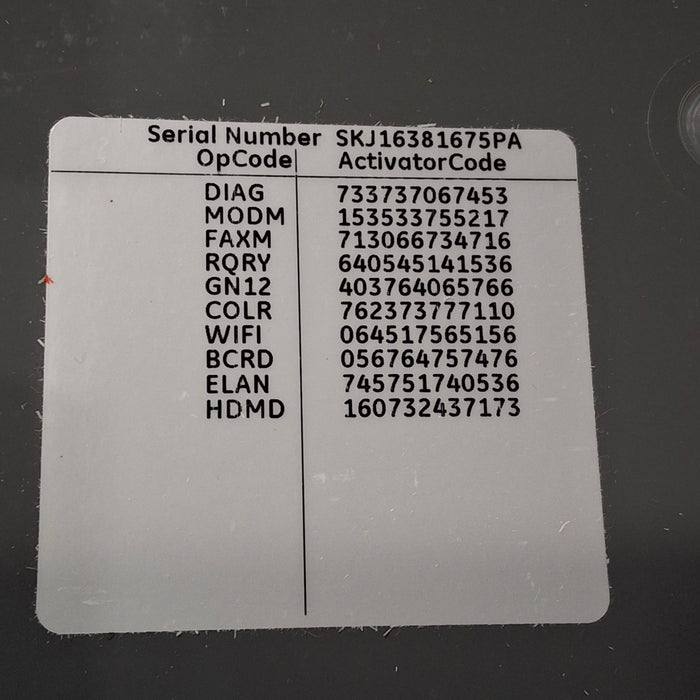 Serial Number SKJ16381675PA
OpCode ActivatorCode
DIAG 733737067453
MODM 153533755217
FAXM 713066734716
RQRY 640545141536
GN12 403764065766
COLR 762373777110
WIFI 064517565156
BCRD 056764757476
ELAN 745751740536
HDMD 160732437173